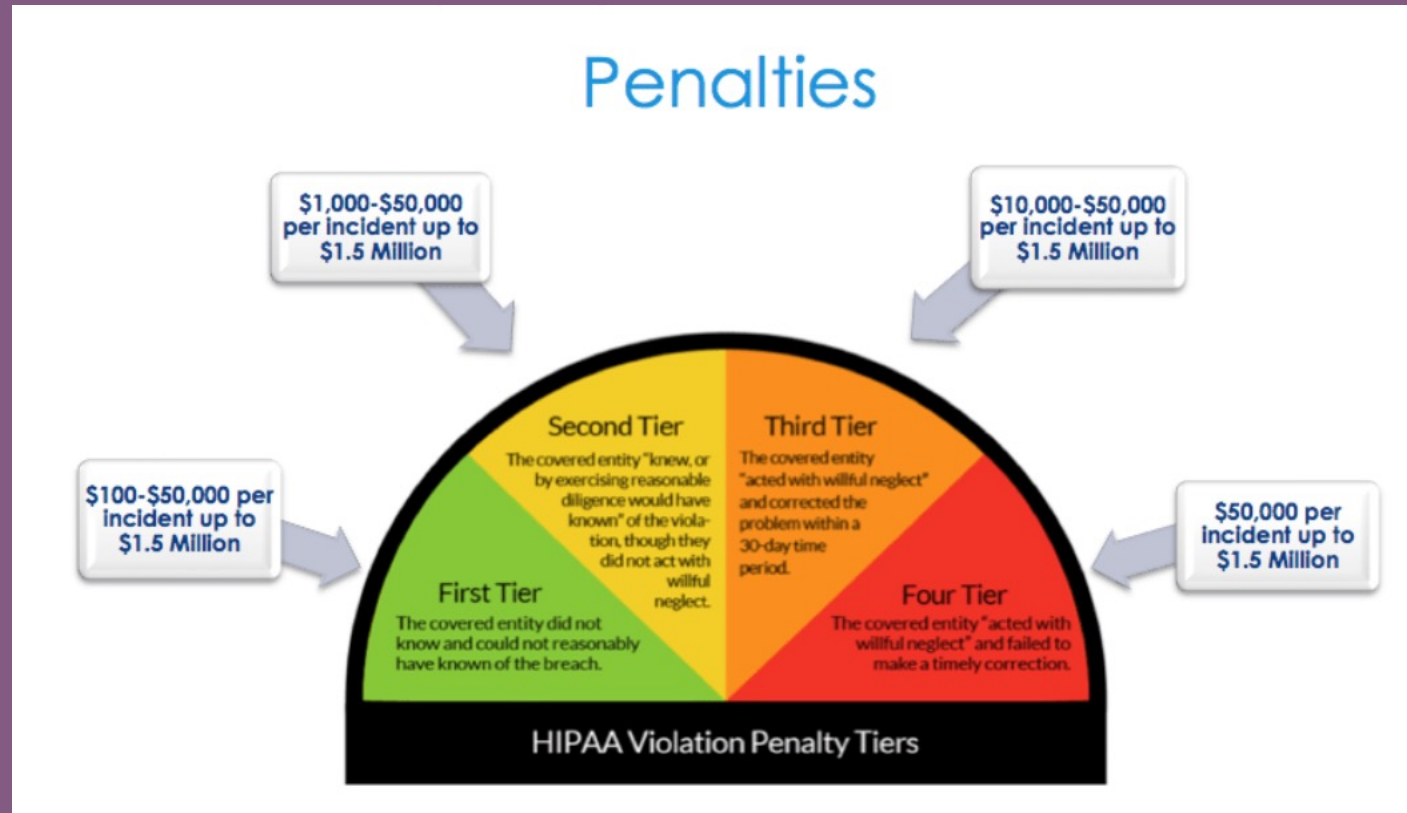 Penalties
$1,000-$50,000
per incident up to
$1.5 Million
$10,000-$50,000
per incident up to
$1.5 Million
$100-$50,000 per
incident up to
$1.5 Million
$50,000 per
incident up to
$1.5 Million
First Tier
The covered entity did not
know and could not reasonably
have known of the breach.
Second Tier
The covered entity "knew, or
by exercising reasonable
diligence would have
known" of the viola-
tion, though they
did not act with
willful
neglect.
Third Tier
The covered entity
"acted with willful neglect"
and corrected the
problem within a
30-day time
period.
Four Tier
The covered entity "acted with
willful neglect" and failed to
make a timely correction.
HIPAA Violation Penalty Tiers